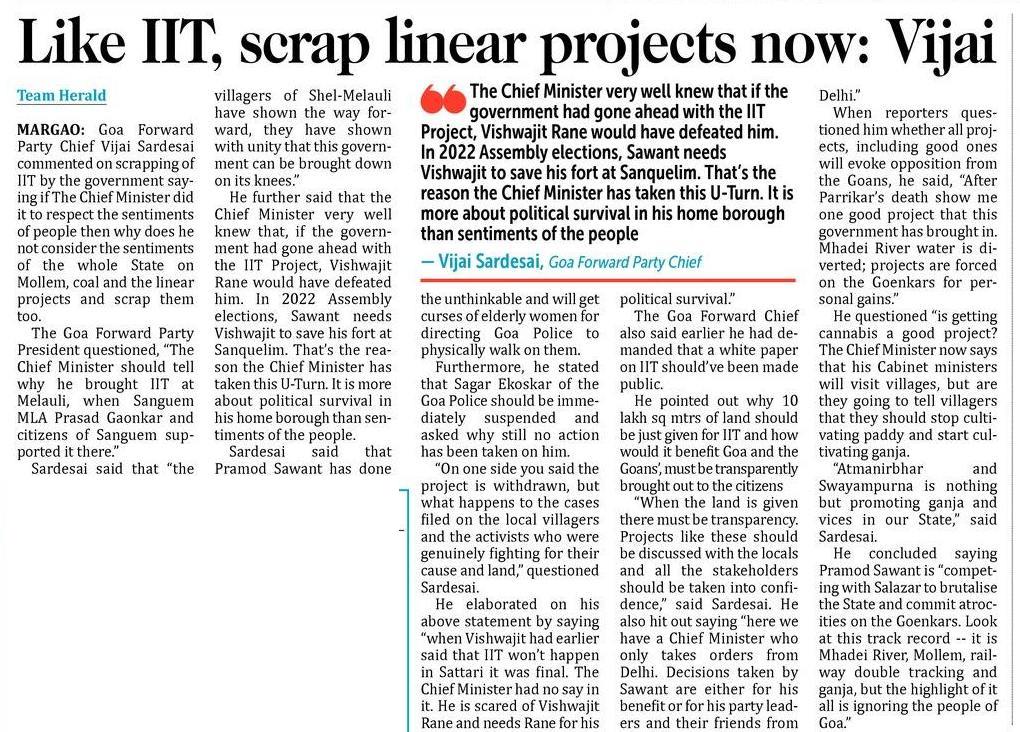 Like IIT, scrap linear projects now: Vijai
Team Herald
MARGAO: Goa Forward
Party Chief Vijai Sardesai
commented on scrapping of
IIT by the government say-
ing if The Chief Minister did
it to respect the sentiments
of people then why does he
not consider the sentiments
of the whole State on
Mollem, coal and the linear
projects and scrap them
too.
The Goa Forward Party
President questioned, “The
Chief Minister should tell
why he brought IIT at
Melauli, when Sanguem
MLA Prasad Gaonkar and
citizens of Sanguem sup-
ported it there.”
Sardesai said that “the
villagers of Shel-Melauli
have shown the way for-
ward, they have shown
with unity that this govern-
ment can be brought down
on its knees.”
He further said that the
Chief Minister very well
knew that, if the govern-
ment had gone ahead with
the IIT Project, Vishwajit
Rane would have defeated
him. In 2022 Assembly
elections, Sawant needs
Vishwajit to save his fort at
Sanquelim. That’s the rea-
son the Chief Minister has
taken this U-Turn. It is more
about political survival in
his home borough than sen-
timents of the people.
Sardesai said that
Pramod Sawant has done
The Chief Minister very well knew that if the
government had gone ahead with the IIT
Project, Vishwajit Rane would have defeated him.
In 2022 Assembly elections, Sawant needs
Vishwajit to save his fort at Sanquelim. That’s the
reason the Chief Minister has taken this U-Turn. It is
more about political survival in his home borough
than sentiments of the people
— Vijai Sardesai, Goa Forward Party Chief
the unthinkable and will get
curses of elderly women for
directing Goa Police to
physically walk on them.
Furthermore, he stated
that Sagar Ekoskar of the
Goa Police should be imme-
diately suspended and
asked why still no action
has been taken on him.
“On one side you said the
project is withdrawn, but
what happens to the cases
filed on the local villagers
and the activists who were
genuinely fighting for their
cause and land,” questioned
Sardesai.
He elaborated on his
above statement by saying
“when Vishwajit had earlier
said that IIT won’t happen
in Sattari it was final. The
Chief Minister had no say in
it. He is scared of Vishwajit
Rane and needs Rane for his
political survival.”
The Goa Forward Chief
also said earlier he had de-
manded that a white paper
on IIT should’ve been made
public.
He pointed out why 10
lakh sq mtrs of land should
be just given for IIT and how
would it benefit Goa and the
Goans’, must be transparently
brought out to the citizens
“When the land is given
there must be transparency.
Projects like these should
be discussed with the locals
and all the stakeholders
should be taken into confi-
dence,” said Sardesai. He
also hit out saying “here we
have a Chief Minister who
only takes orders from
Delhi. Decisions taken by
Sawant are either for his
benefit or for his party lead-
ers and their friends from
Delhi.”
When reporters ques-
tioned him whether all proj-
ects, including good ones
will evoke opposition from
the Goans, he said, “After
Parrikar’s death show me
one good project that this
government has brought in.
Mhadei River water is di-
verted; projects are forced
on the Goenkars for per-
sonal gains.”
He questioned “is getting
cannabis a good project?
The Chief Minister now says
that his Cabinet ministers
will visit villages, but are
they going to tell villagers
that they should stop culti-
vating paddy and start cul-
tivating ganja.
“Atmanirbhar and
Swayampurna is nothing
but promoting ganja and
vices in our State,” said
Sardesai.
He concluded saying
Pramod Sawant is “compet-
ing with Salazar to brutalise
the State and commit atroc-
ities on the Goenkars. Look
at this track record -- it is
Mhadei River, Mollem, rail-
way double tracking and
ganja, but the highlight of it
all is ignoring the people of
Goa.”